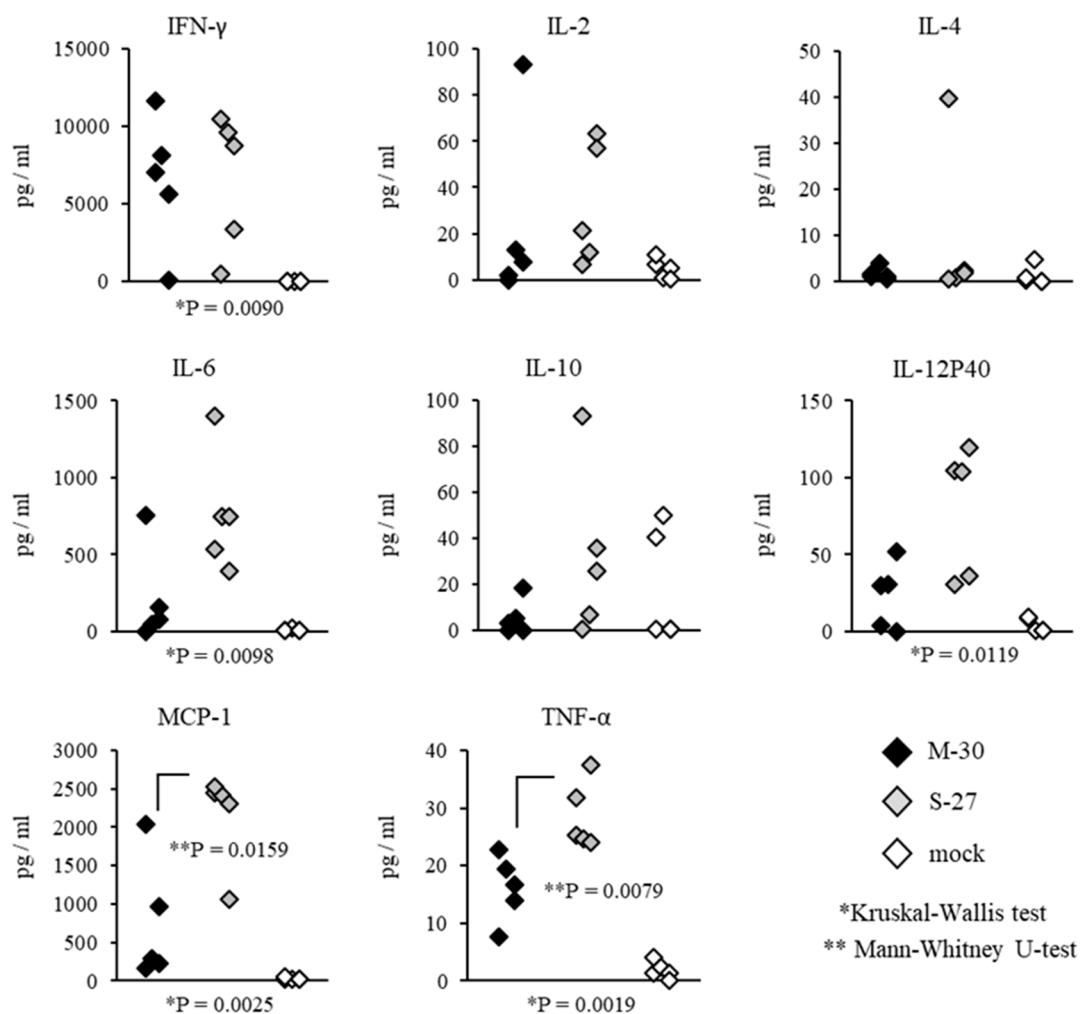 IFN-γ
IL-2
IL-4
pg / ml
15000
10000
5000
0
*P = 0.0090
pg / ml
100
80
60
40
20
0
pg / ml
50
40
30
20
10
0
IL-6
IL-10
IL-12P40
pg / ml
1500
1000
500
0
*P = 0.0098
pg / ml
100
80
60
40
20
0
pg / ml
150
100
50
0
*P = 0.0119
MCP-1
TNF-α
pg / ml
3000
2500
2000
1500
1000
500
0
**P = 0.0159
*P = 0.0025
pg / ml
40
30
20
10
0
**P = 0.0079
*P = 0.0019
M-30
S-27
mock
*Kruskal-Wallis test
** Mann-Whitney U-test